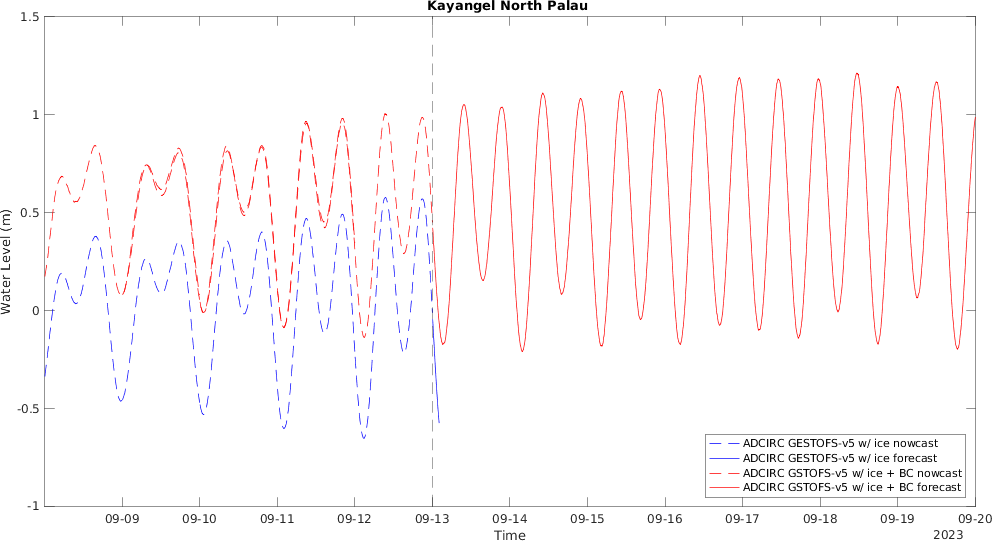 Kayangel North Palau
1.5
1
0.5
0
-0.5
-1
Water Level (m)
ADCIRC GESTOFS-v5 w/ ice nowcast
ADCIRC GESTOFS-v5 w/ ice forecast
ADCIRC GSTOFS-v5 w/ ice + BC nowcast
ADCIRC GSTOFS-v5 w/ ice + BC forecast
09-09 09-10 09-11 09-12 09-13 09-14 09-15 09-16 09-17 09-18 09-19 09-20
Time
2023